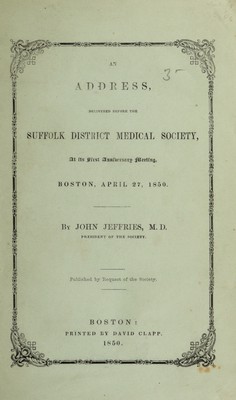 AN
ADDRESS,
DELIVERED BEFORE THE
SUFFOLK DISTRICT MEDICAL SOCIETY,
At its First Anniversary Meeting,
BOSTON, APRIL 27, 1850.
BY JOHN JEFFRIES, M.D.
PRESIDENT OF THE SOCIETY.
Published by Request of the Society.
BOSTON:
PRINTED BY DAVID CLAPP.
1850.